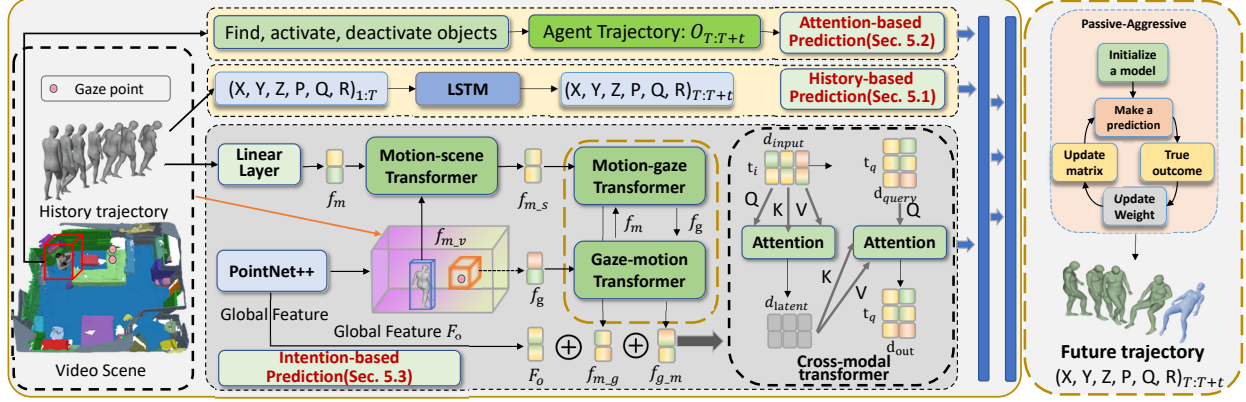 Find, activate, deactivate objects
Agent Trajectory: O_{T:T+t}
Attention-based
Prediction(Sec. 5.2)
(X, Y, Z, P, Q, R)_{1:T}
LSTM
(X, Y, Z, P, Q, R)_{T:T+t}
History-based
Prediction(Sec. 5.1)
Gaze point
History trajectory
Video Scene
Linear
Layer
f_m
Motion-scene
Transformer
f_{m_s}
Motion-gaze
Transformer
f_m
f_g
Gaze-motion
Transformer
PointNet++
f_{m_v}
f_g
Global Feature
Global Feature F_o
Intention-based
Prediction(Sec. 5.3)
F_o
f_{m_g}
f_{g_m}
d_{input}
t_i
t_q
d_{query}
Q
K
V
Q
Attention
Attention
K
V
d_{latent}
t_q
d_{out}
Cross-modal
transformer
Passive-Aggressive
Initialize
a model
Make a
prediction
Update
matrix
True
outcome
Update
Weight
Future trajectory
(X, Y, Z, P, Q, R)_{T:T+t}